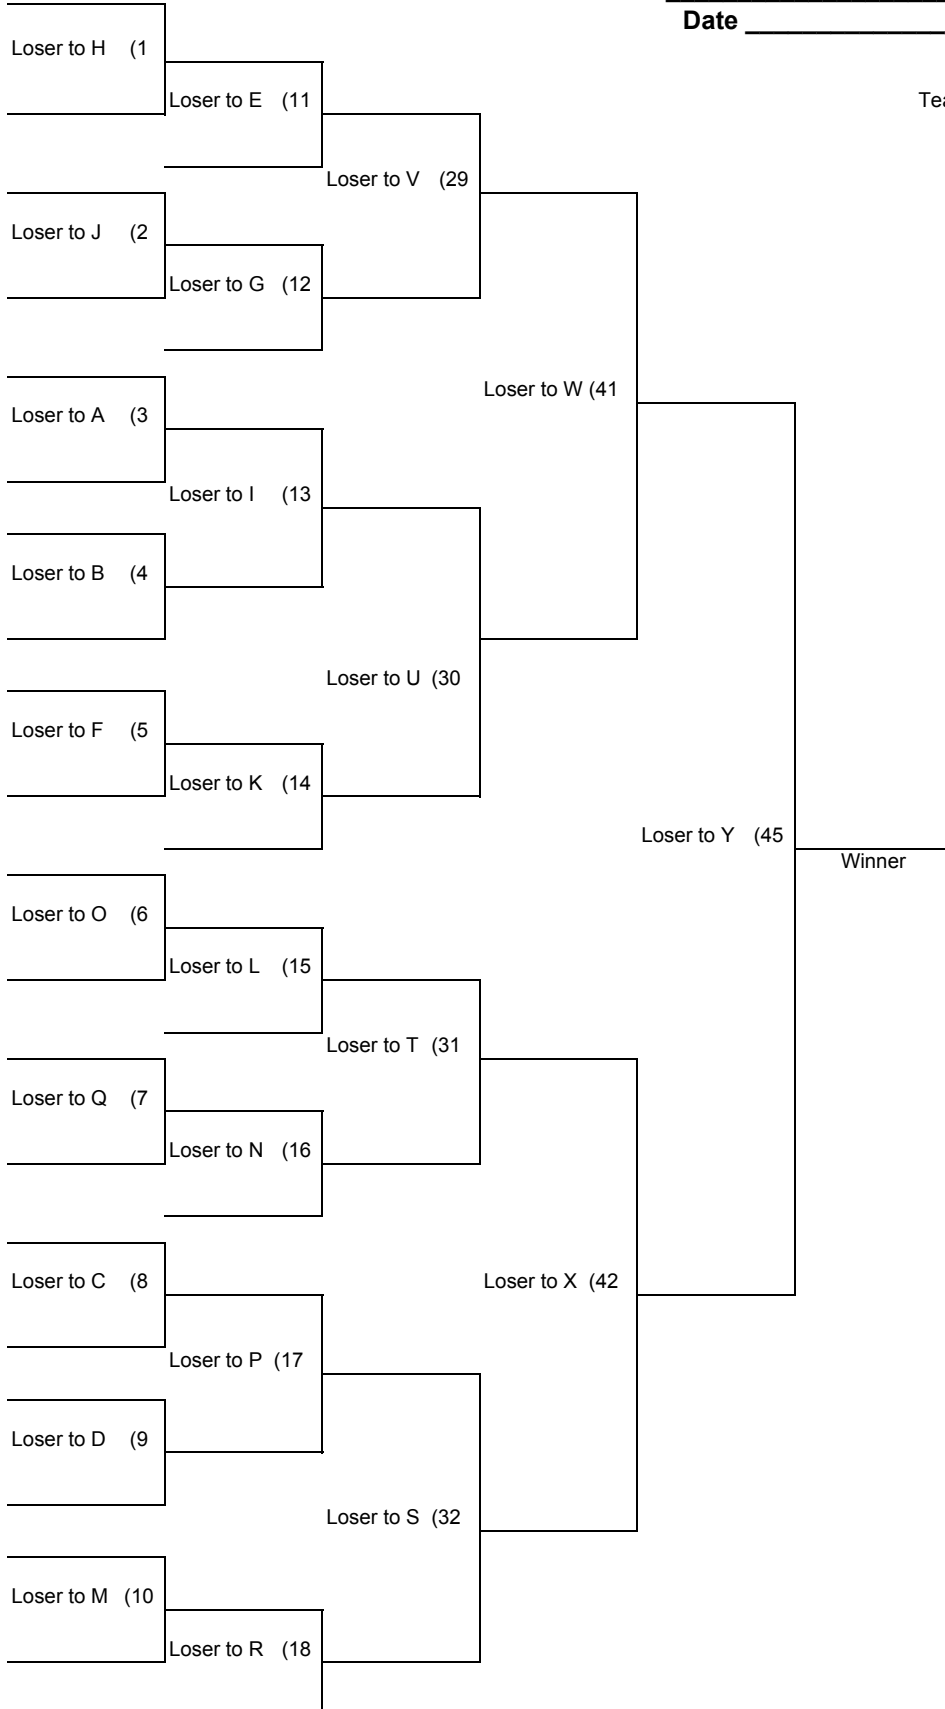 Date
Loser to H (1
Loser to E (11
Loser to V (29
Loser to J (2
Loser to G (12
Loser to W (41
Loser to A (3
Loser to I (13
Loser to B (4
Loser to U (30
Loser to F (5
Loser to K (14
Loser to Y (45
Winner
Loser to O (6
Loser to L (15
Loser to T (31
Loser to Q (7
Loser to N (16
Loser to C (8
Loser to X (42
Loser to P (17
Loser to D (9
Loser to S (32
Loser to M (10
Loser to R (18